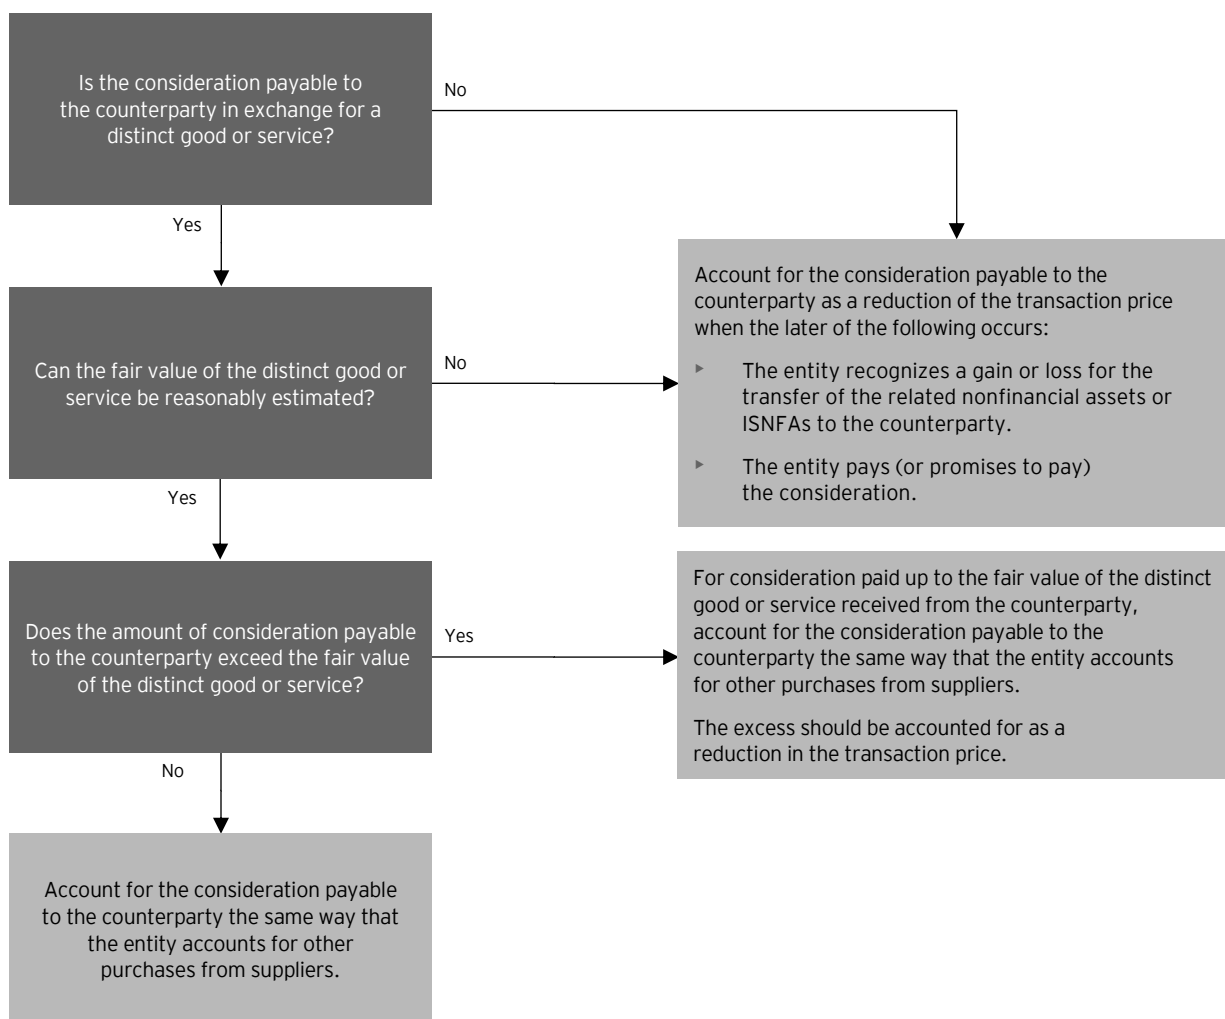 Is the consideration payable to
the counterparty in exchange for a
distinct good or service?
No
Yes
Account for the consideration payable to the
counterparty as a reduction of the transaction price
when the later of the following occurs:
▸ The entity recognizes a gain or loss for the
transfer of the related nonfinancial assets or
ISNFAs to the counterparty.
▸ The entity pays (or promises to pay)
the consideration.
Can the fair value of the distinct good or
service be reasonably estimated?
No
Yes
Does the amount of consideration payable
to the counterparty exceed the fair value
of the distinct good or service?
Yes
For consideration paid up to the fair value of the distinct
good or service received from the counterparty,
account for the consideration payable to the
counterparty the same way that the entity accounts
for other purchases from suppliers.
The excess should be accounted for as a
reduction in the transaction price.
No
Account for the consideration payable
to the counterparty the same way that
the entity accounts for other
purchases from suppliers.